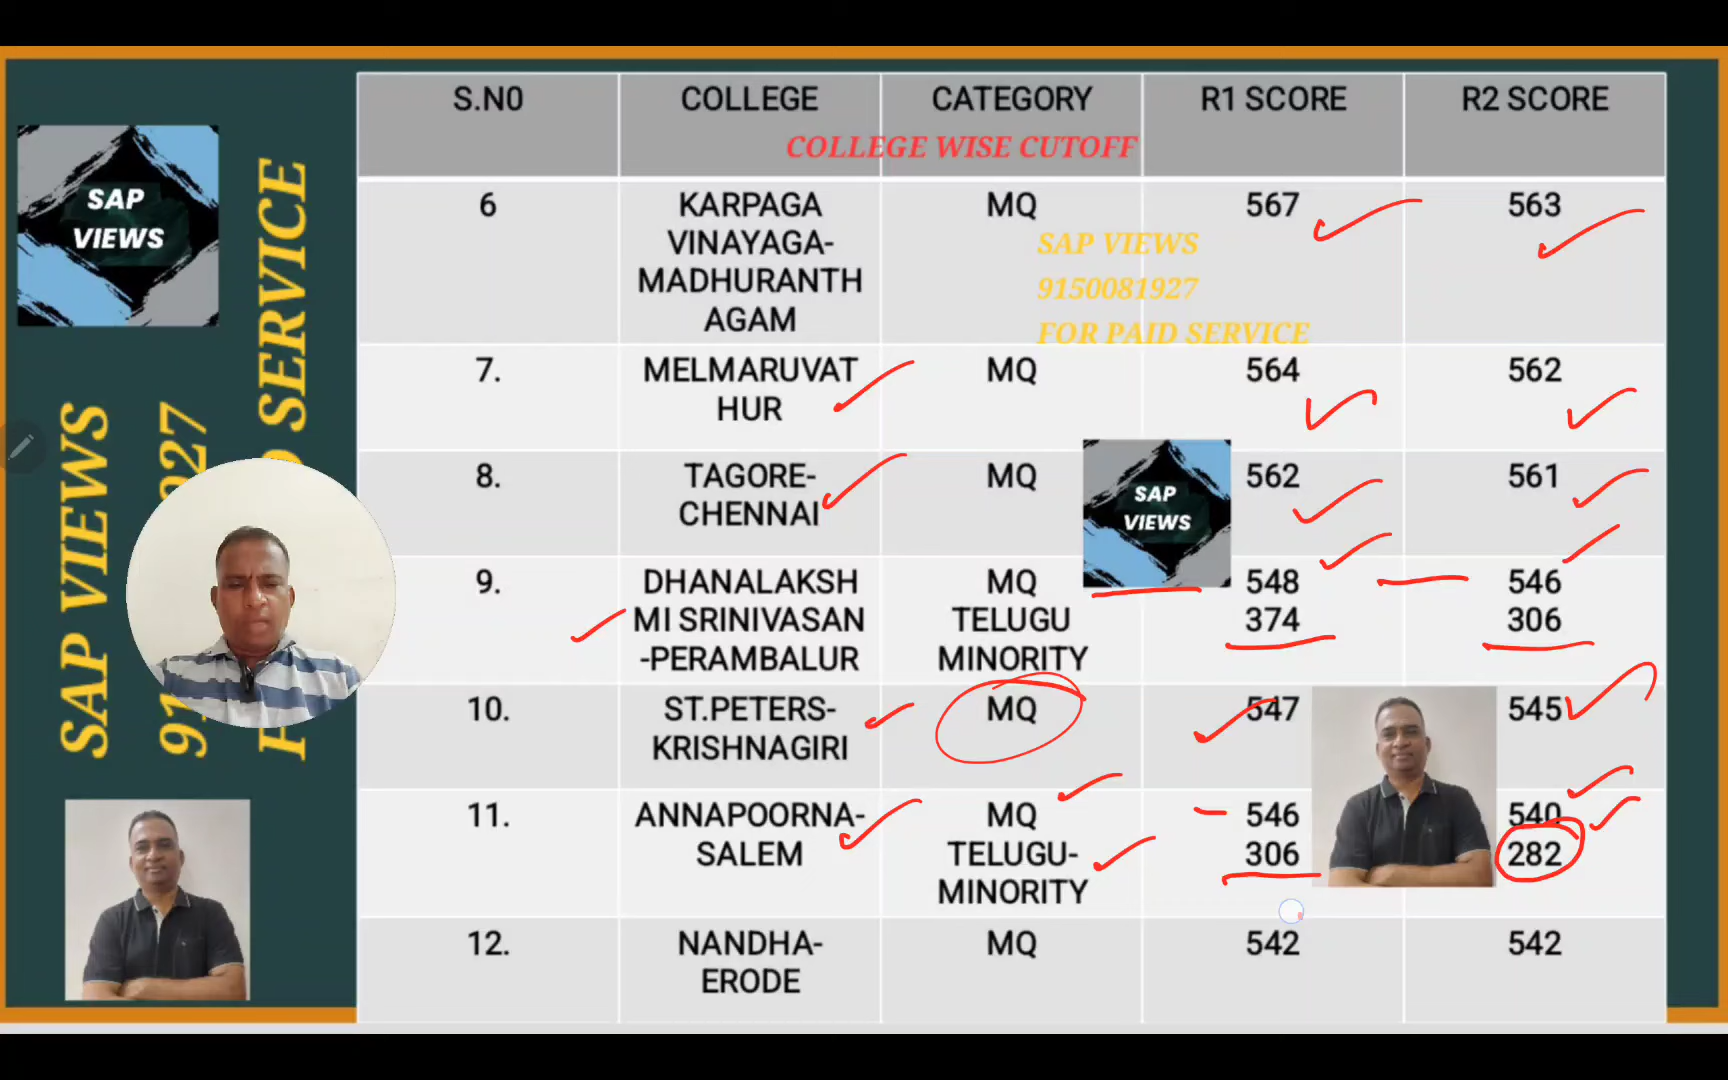 S.N0 COLLEGE CATEGORY R1 SCORE R2 SCORE
COLLEGE WISE CUTOFF
6 KARPAGA MQ 567 563
VINAYAGA-
MADHURANTH
AGAM
SAP VIEWS
9150081927
FOR PAID SERVICE
7. MELMARUVAT MQ 564 562
HUR
8. TAGORE- MQ 562 561
CHENNAI
SAP
VIEWS
9. DHANALAKSH MQ 548 546
MI SRINIVASAN TELUGU 374 306
-PERAMBALUR MINORITY
10. ST.PETERS- MQ 547 545
KRISHNAGIRI
11. ANNAPOORNA- MQ 546 540
SALEM TELUGU- 306 282
MINORITY
12. NANDHA- MQ 542 542
ERODE
SAP
VIEWS
SAP VIEWS
SERVICE